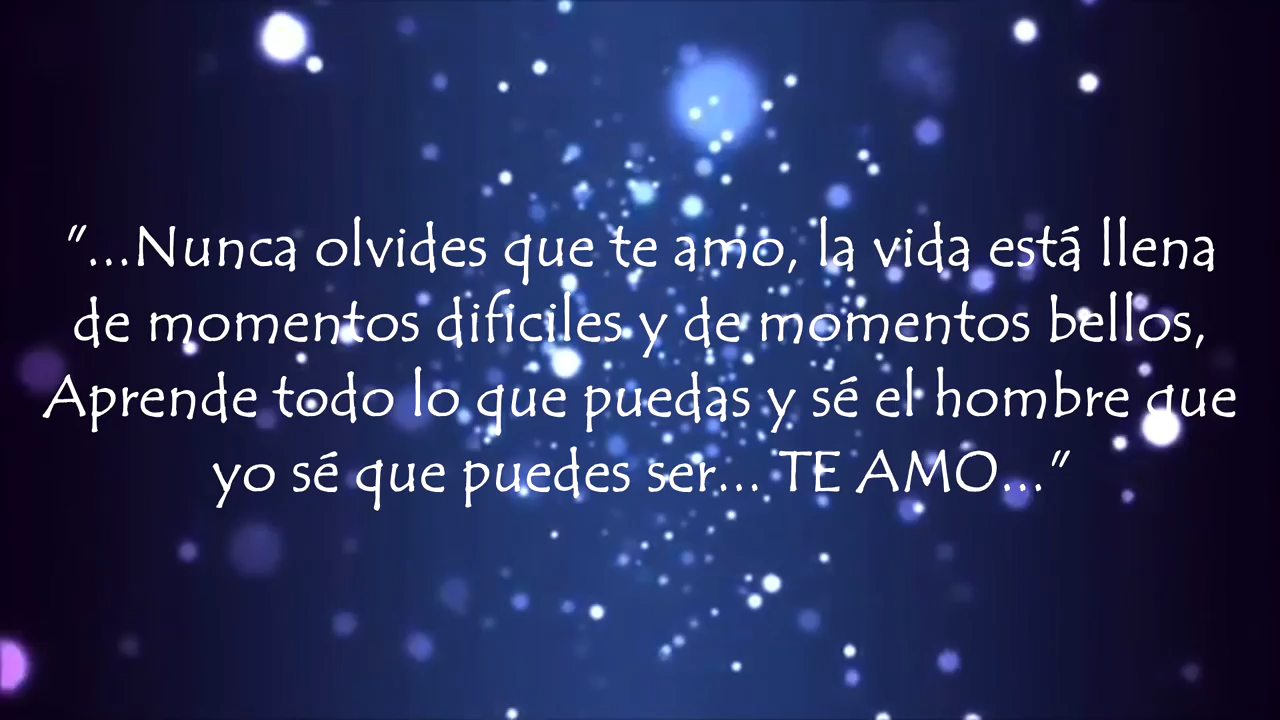 "...Nunca olvides que te amo, la vida está llena
de momentos dificiles y de momentos bellos,
Aprende todo lo que puedas y sé el hombre que
yo sé que puedes ser... TE AMO..."